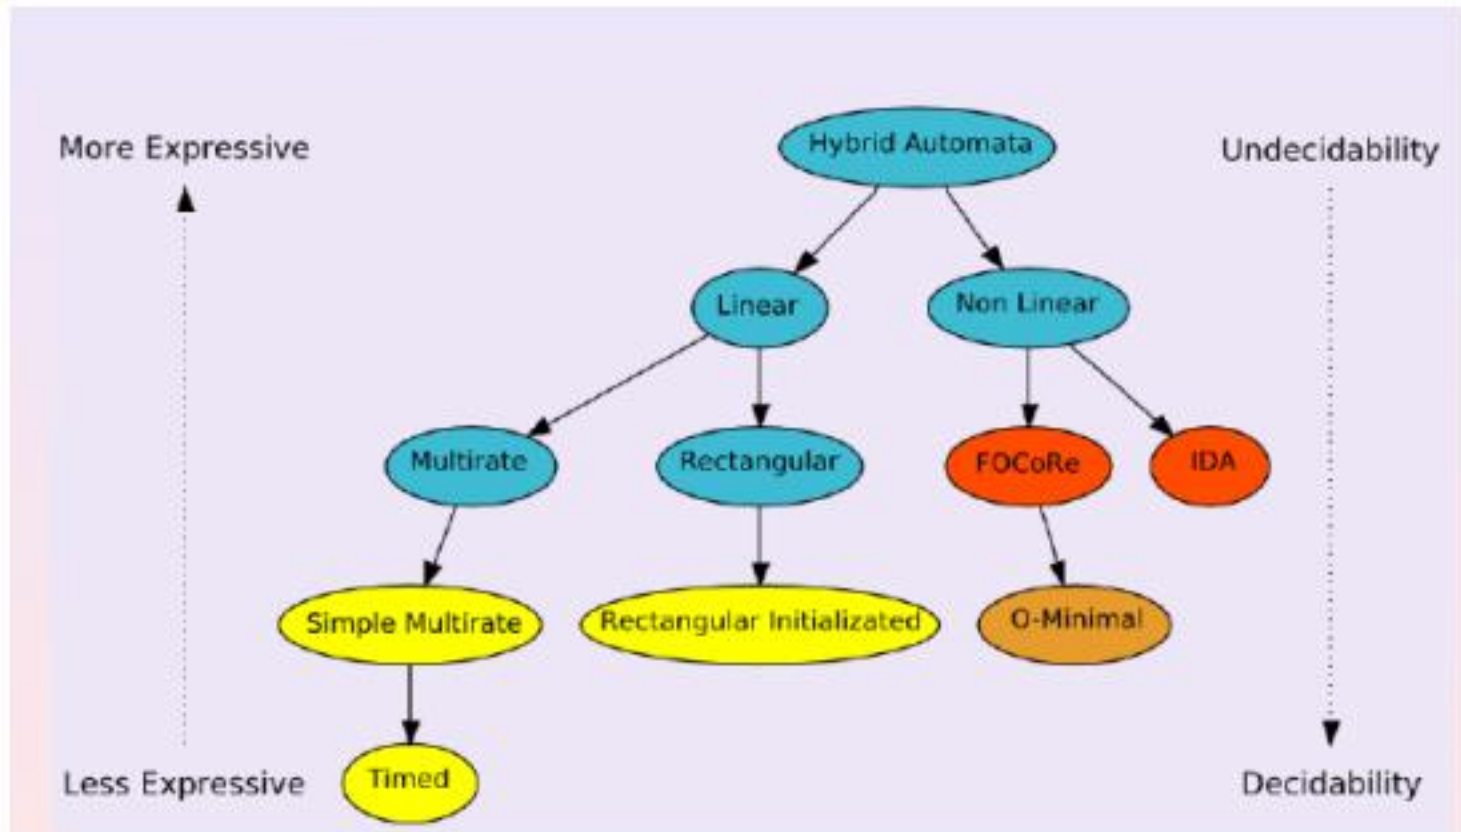 Hybrid Automata
More Expressive
Undecidability
Linear
Non Linear
Multirate
Rectangular
FOCoRe
IDA
Simple Multirate
Rectangular Initializated
O-Minimal
Timed
Less Expressive
Decidability